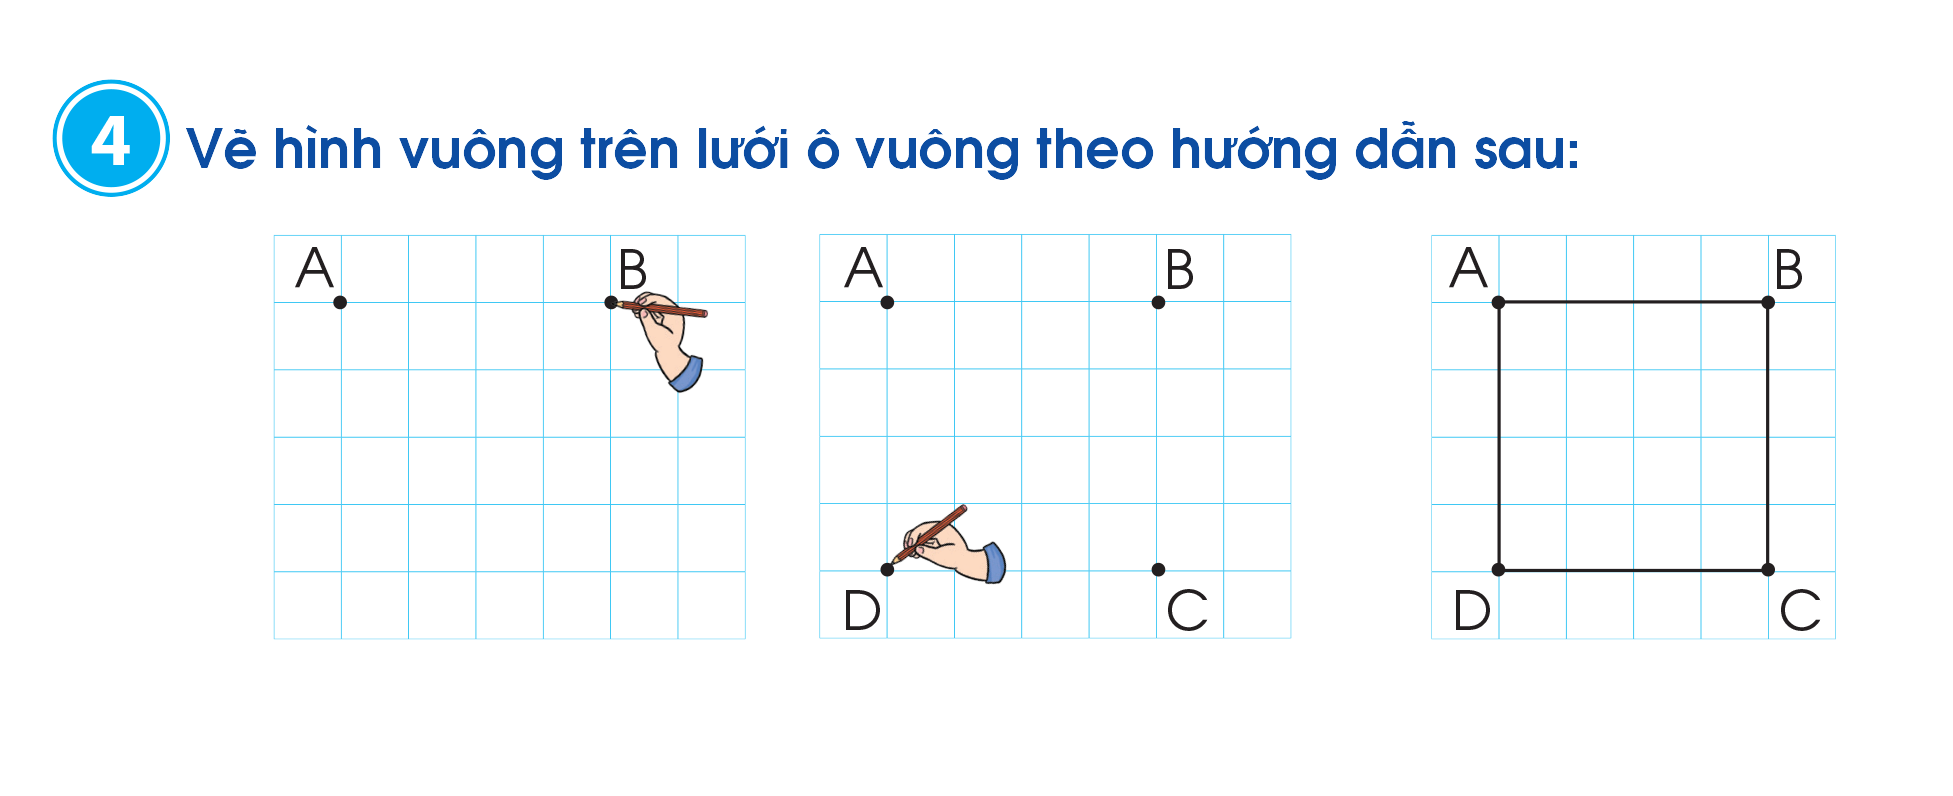 4 Vẽ hình vuông trên lưới ô vuông theo hướng dẫn sau:
A B
A B
A B
D C
D C